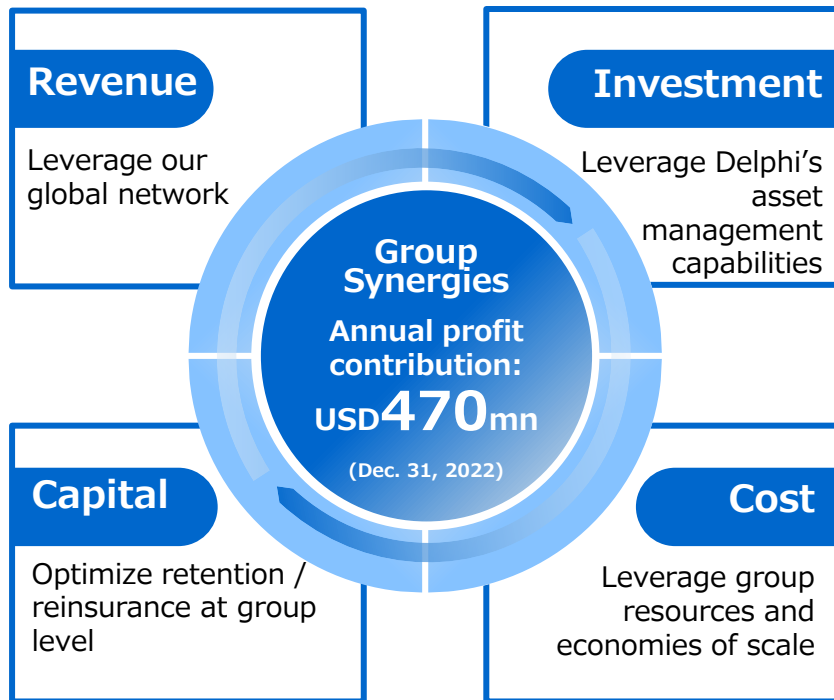 Revenue
Leverage our
global network
Investment
Leverage Delphi’s
asset
management
capabilities
Group
Synergies
Annual profit
contribution:
USD470mn
(Dec. 31, 2022)
Capital
Optimize retention /
reinsurance at group
level
Cost
Leverage group
resources and
economies of scale